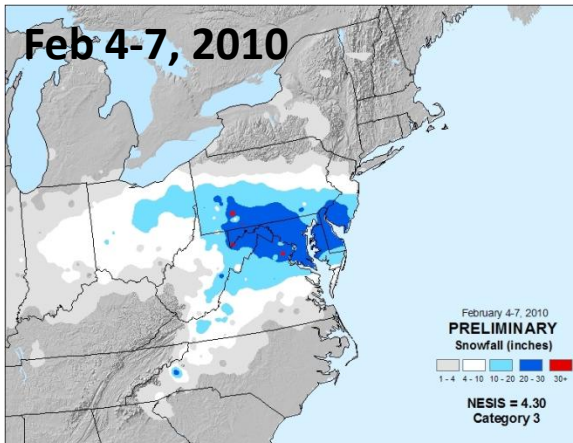 Feb 4-7, 2010
February 4-7, 2010
PRELIMINARY
Snowfall (inches)
1 - 4 4 - 10 10 - 20 20 - 30 30+
NESIS = 4.30
Category 3